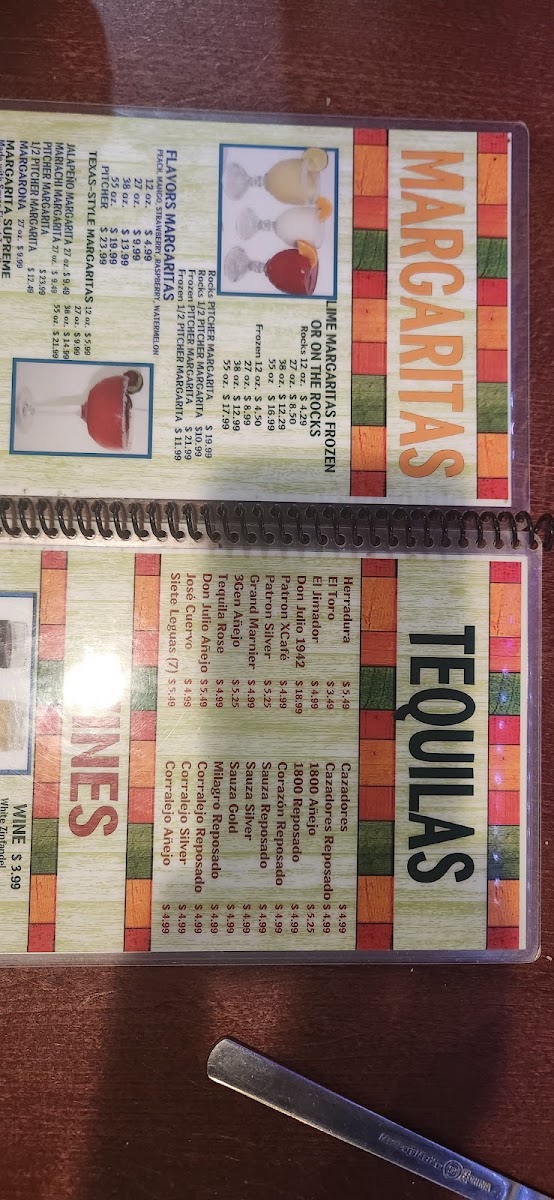 MARGARITAS
LIME MARGARITAS FROZEN
OR ON THE ROCKS
Rocks 12 oz. $ 4.29
27 oz. $ 8.50
38 oz. $ 12.29
55 oz. $ 16.99
Frozen 12 oz. $ 4.50
27 oz. $ 8.99
38 oz. $ 12.99
55 oz. $ 17.99
Rocks PITCHER MARGARITA $ 19.99
Rocks 1/2 PITCHER MARGARITA $10.99
Frozen PITCHER MARGARITA $ 21.99
Frozen 1/2 PITCHER MARGARITA $ 11.99
FLAVORS MARGARITAS
PEACH, MANGO, STRAWBERRY, RASPBERRY, WATERMELON
12 oz. $ 4.99
27 oz. $ 9.99
38 oz. $ 13.99
55 oz. $ 19.99
PITCHER $ 23.99
TEXAS-STYLE MARGARITAS 12 oz. $ 5.99
27 oz. $ 9.99
38 oz. $ 14.99
55 oz. $ 21.99
JALAPEÑO MARGARITA 27 oz. $ 9.49
MARIACHI MARGARITA 27 oz. $ 9.49
PITCHER MARGARITA $ 23.99
1/2 PITCHER MARGARITA $ 12.49
MARGARONA 27 oz. $ 9.99
MARGARITA SUPREME
TEQUILAS
Herradura $ 5.49
El Toro $ 3.49
El Jimador $ 4.99
Don Julio 1942 $ 18.99
Patron XCafé $ 4.99
Patron Silver $ 5.25
Grand Marnier $ 4.99
3Gen Añejo $ 5.25
Tequila Rose $ 4.99
Don Julio Añejo $ 5.49
José Cuervo $ 4.99
Siete Leguas (7) $ 5.49
Cazadores $ 4.99
Cazadores Reposado $ 4.99
1800 Añejo $ 5.25
1800 Reposado $ 4.99
Corazón Reposado $ 4.99
Sauza Reposado $ 4.99
Sauza Silver $ 4.99
Sauza Gold $ 4.99
Milagro Reposado $ 4.99
Corralejo Reposado $ 4.99
Corralejo Silver $ 4.99
Corralejo Añejo $ 4.99
WINES
WINE $ 3.99
White Zinfandel